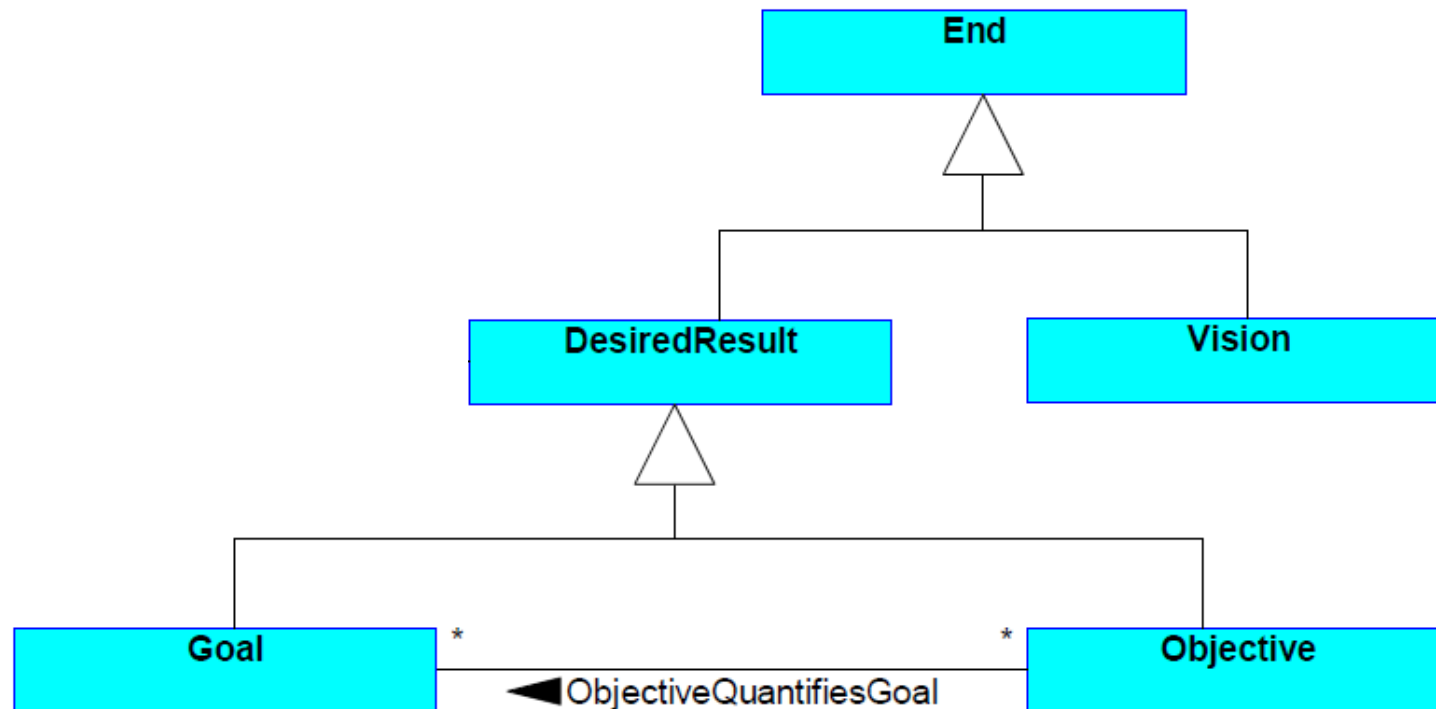 End
DesiredResult
Vision
Goal
*
*
Objective
ObjectiveQuantifiesGoal